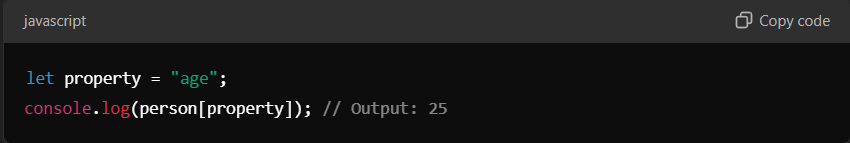 javascript
Copy code
let property = "age";
console.log(person[property]); // Output: 25